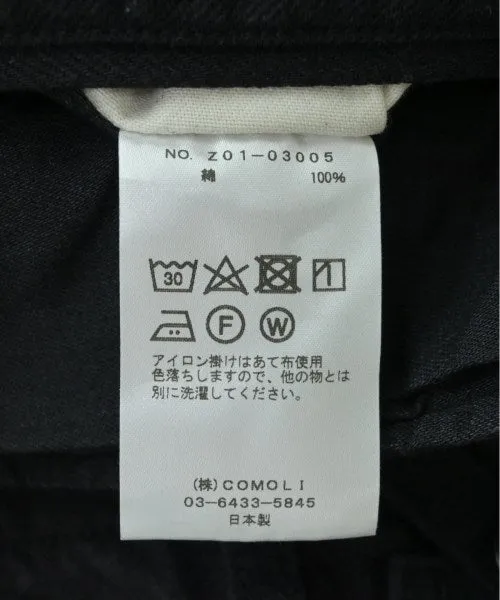 NO. Z01-03005
綿 100%
30
F W
アイロン掛けはあて布使用
色落ちしますので、他の物とは
別に洗濯してください。
(株)COMOLI
03-6433-5845
日本製